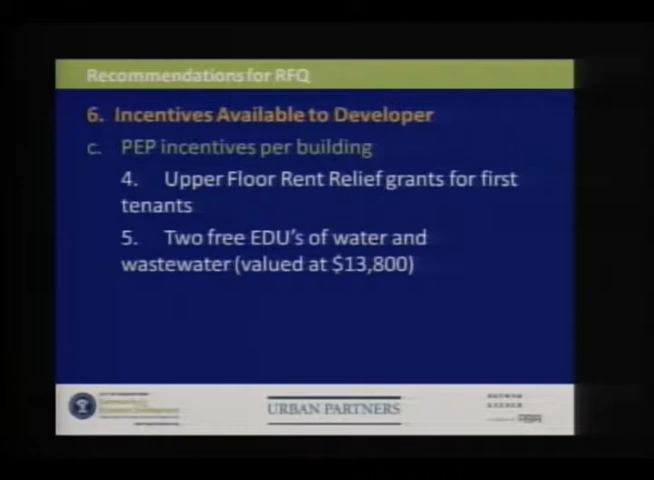 Recommendations for RFQ
6. Incentives Available to Developer
c. PEP incentives per building
4. Upper Floor Rent Relief grants for first
tenants
5. Two free EDU's of water and
wastewater (valued at $13,800)
URBAN PARTNERS